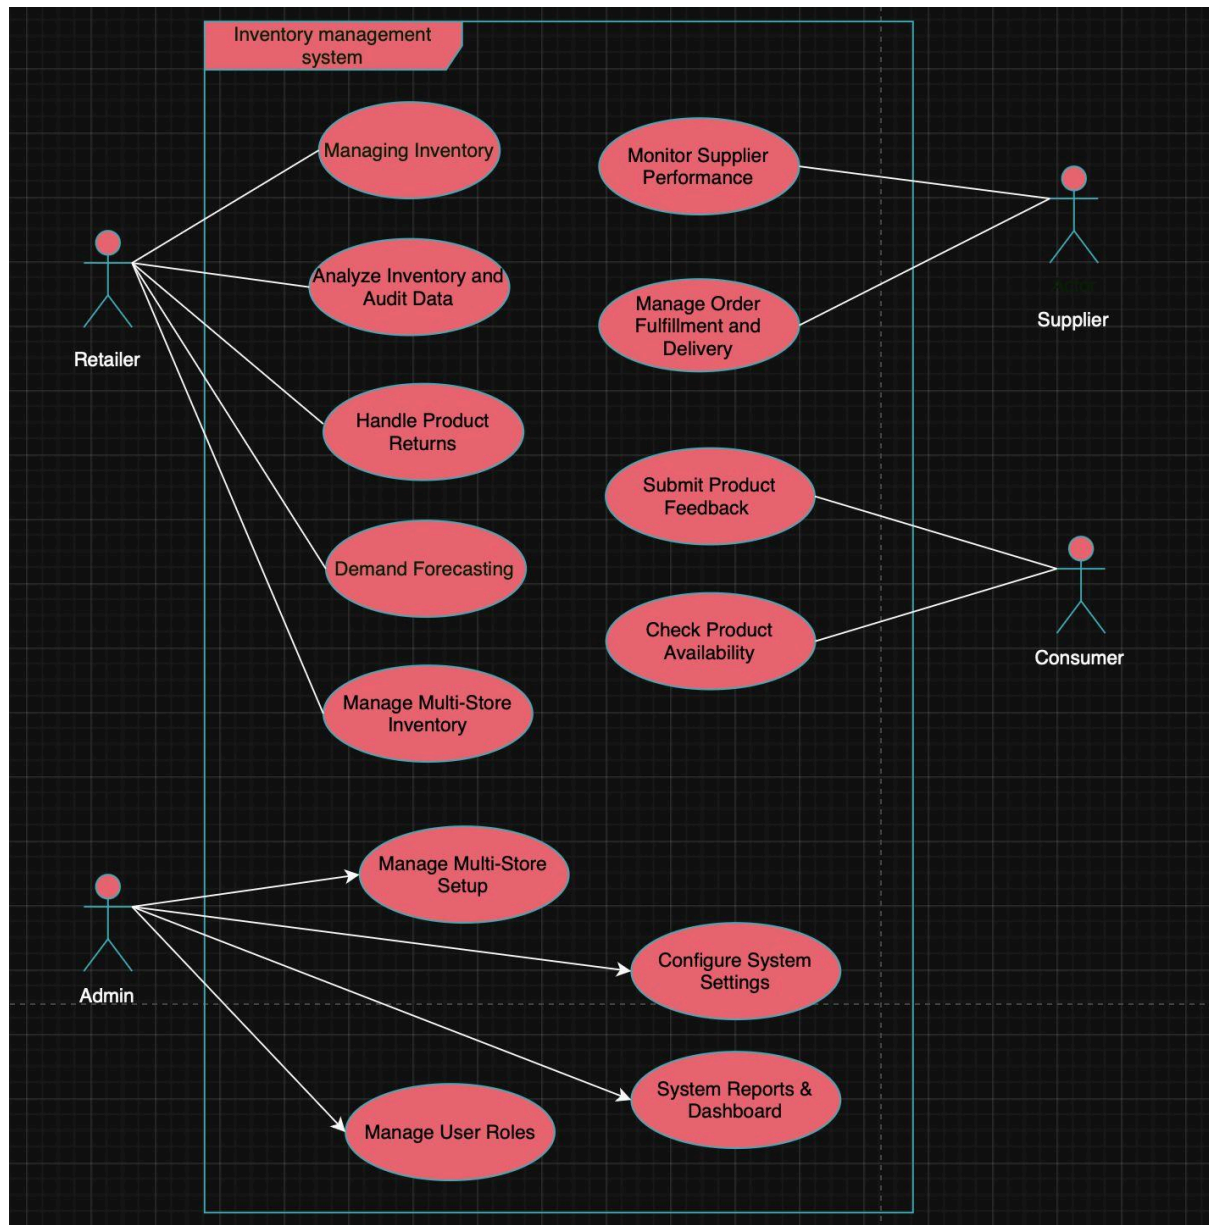 Inventory management
system
Managing Inventory
Monitor Supplier
Performance
Analyze Inventory and
Audit Data
Manage Order
Fulfillment and
Delivery
Supplier
Retailer
Handle Product
Returns
Submit Product
Feedback
Demand Forecasting
Check Product
Availability
Consumer
Manage Multi-Store
Inventory
Manage Multi-Store
Setup
Configure System
Settings
Admin
System Reports &
Dashboard
Manage User Roles